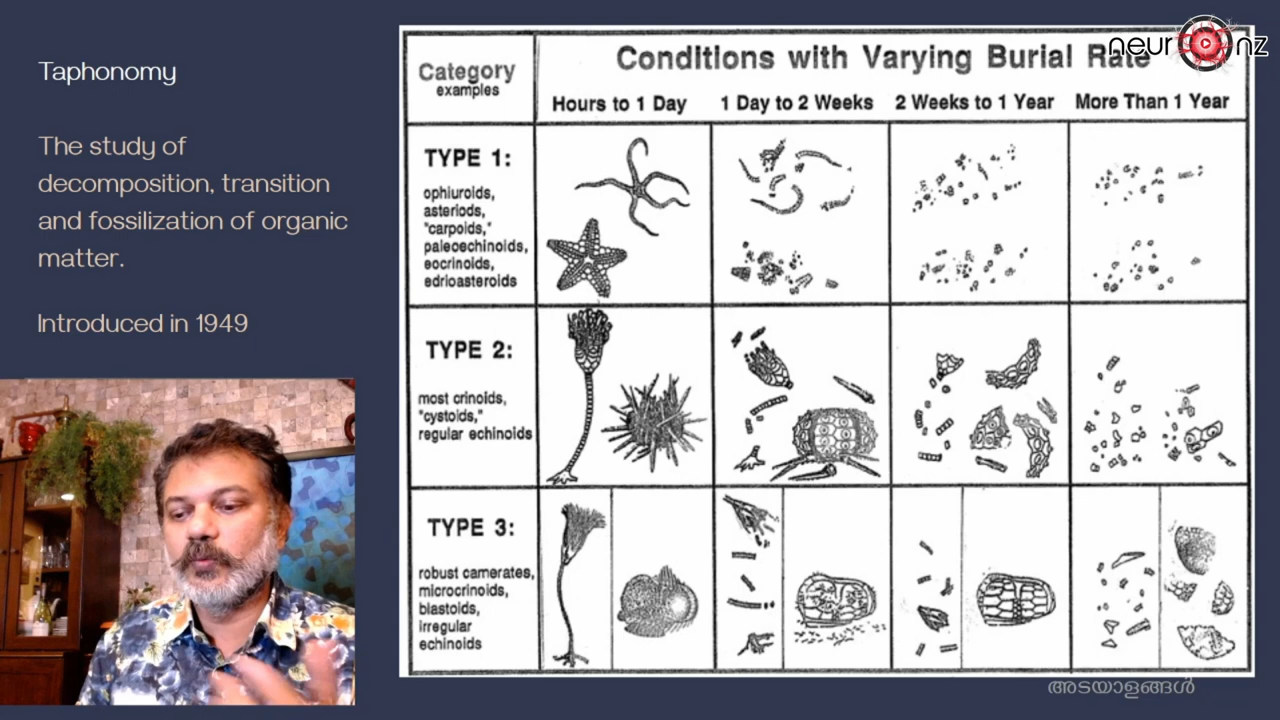 Taphonomy
The study of
decomposition, transition
and fossilization of organic
matter.
Introduced in 1949
neuronz
Category
examples
Conditions with Varying Burial Rate
Hours to 1 Day
1 Day to 2 Weeks
2 Weeks to 1 Year
More Than 1 Year
TYPE 1:
ophiuroids,
asteriods,
"carpoids,"
paleoechinoids,
eocrinoids,
edrioasteroids
TYPE 2:
most crinoids,
"cystoids,"
regular echinoids
TYPE 3:
robust camerates,
microcrinoids,
blastoids,
irregular
echinoids
അടയാളങ്ങൾ